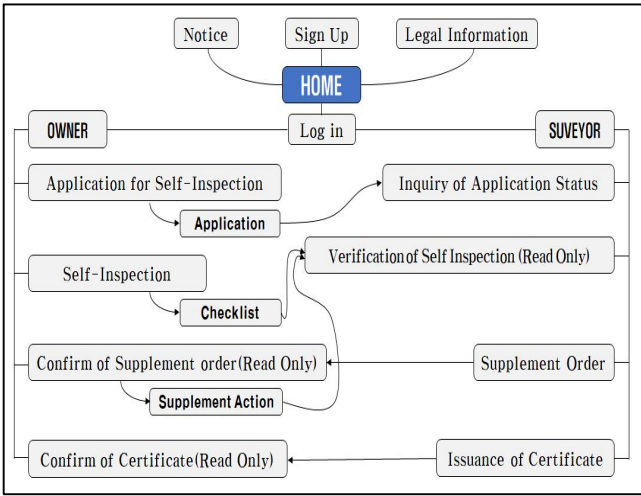 Notice
Sign Up
Legal Information
HOME
OWNER
Log in
SUVEYOR
Application for Self-Inspection
Inquiry of Application Status
Application
Verification of Self Inspection (Read Only)
Self-Inspection
Checklist
Confirm of Supplement order(Read Only)
Supplement Order
Supplement Action
Confirm of Certificate(Read Only)
Issuance of Certificate